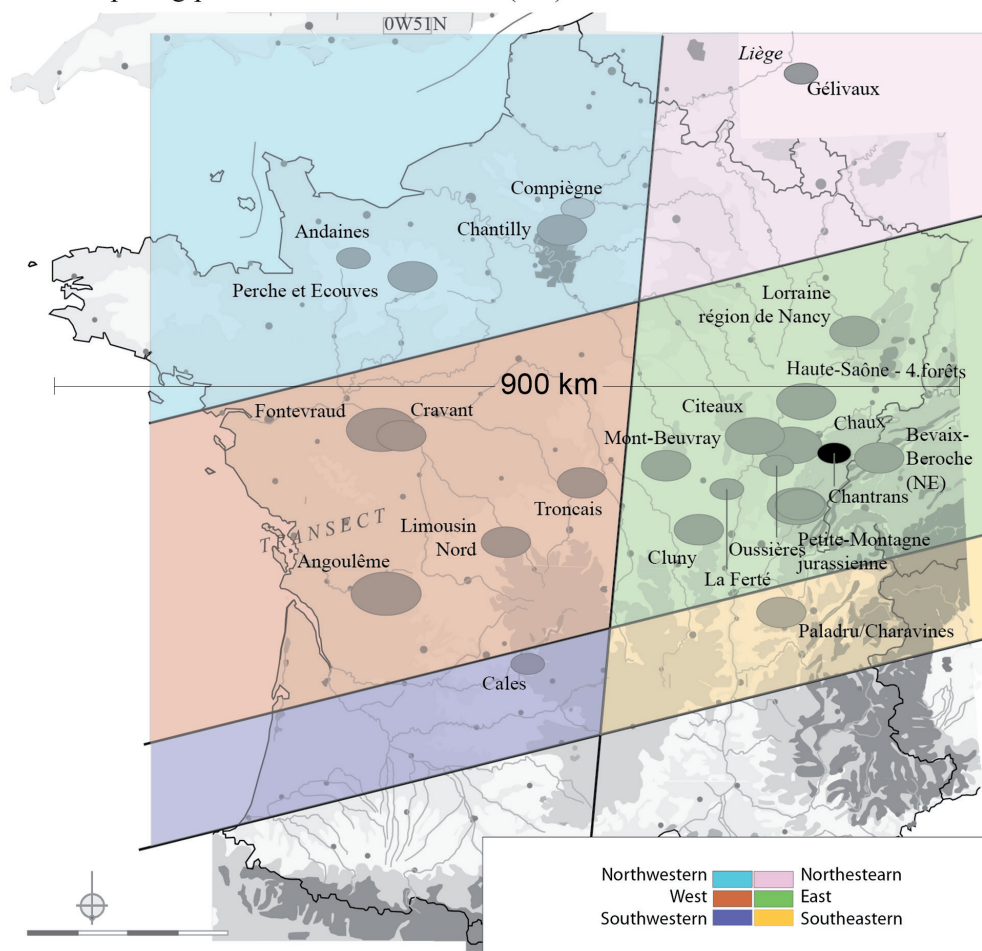 0W51N
Liège
Gélivaux
Compiègne
Chantilly
Andaines
Perche et Ecouves
Lorraine
région de Nancy
Haute-Saône - 4.forêts
900 km
Fontevraud
Cravant
Citeaux
Chaux
Mont-Beuvray
Bevaix-
Beroche
(NE)
Chantrans
Troncais
TRANSECT
Limousin
Nord
Oussières
Petite-Montagne
jurassienne
Cluny
La Ferté
Angoulême
Paladru/Charavines
Cales
Northwestern
Northestearn
West
East
Southwestern
Southeastern